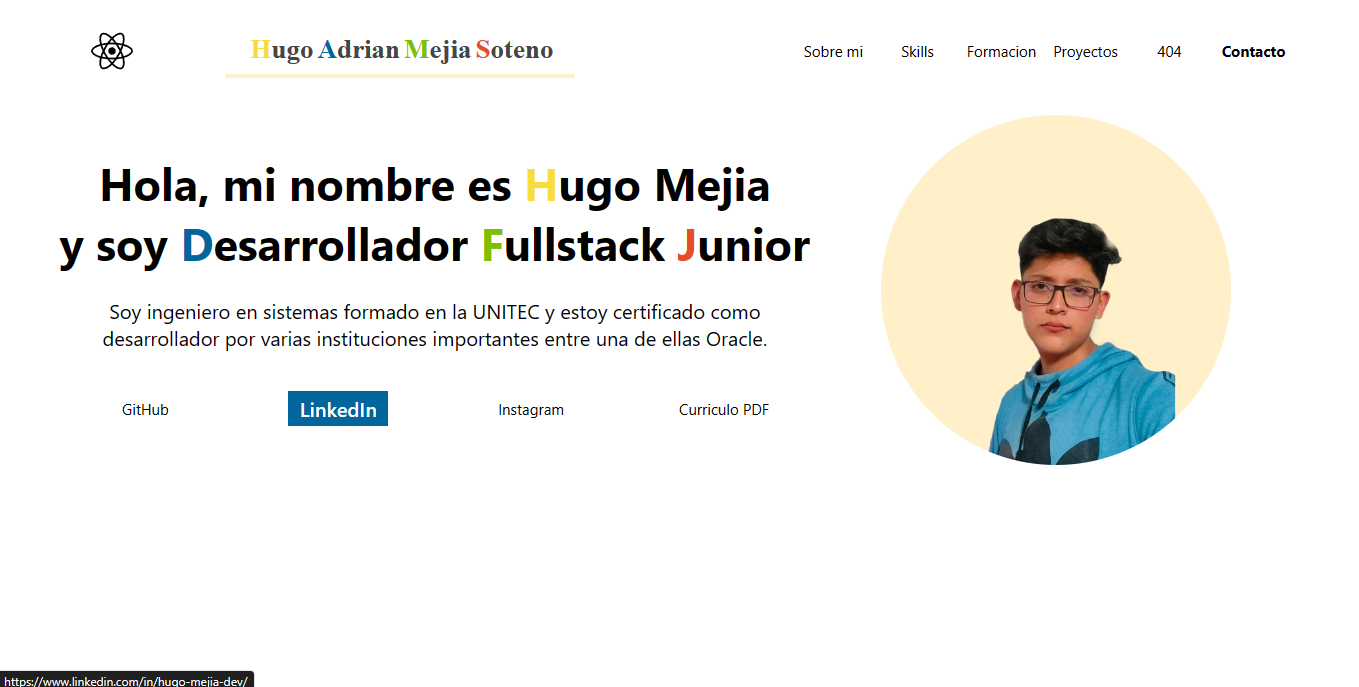 Hugo Adrian Mejia Soteno
Sobre mi Skills Formacion Proyectos 404 Contacto
Hola, mi nombre es Hugo Mejia
y soy Desarrollador Fullstack Junior
Soy ingeniero en sistemas formado en la UNITEC y estoy certificado como
desarrollador por varias instituciones importantes entre una de ellas Oracle.
GitHub LinkedIn Instagram Curriculo PDF
https://www.linkedin.com/in/hugo-mejia-dev/